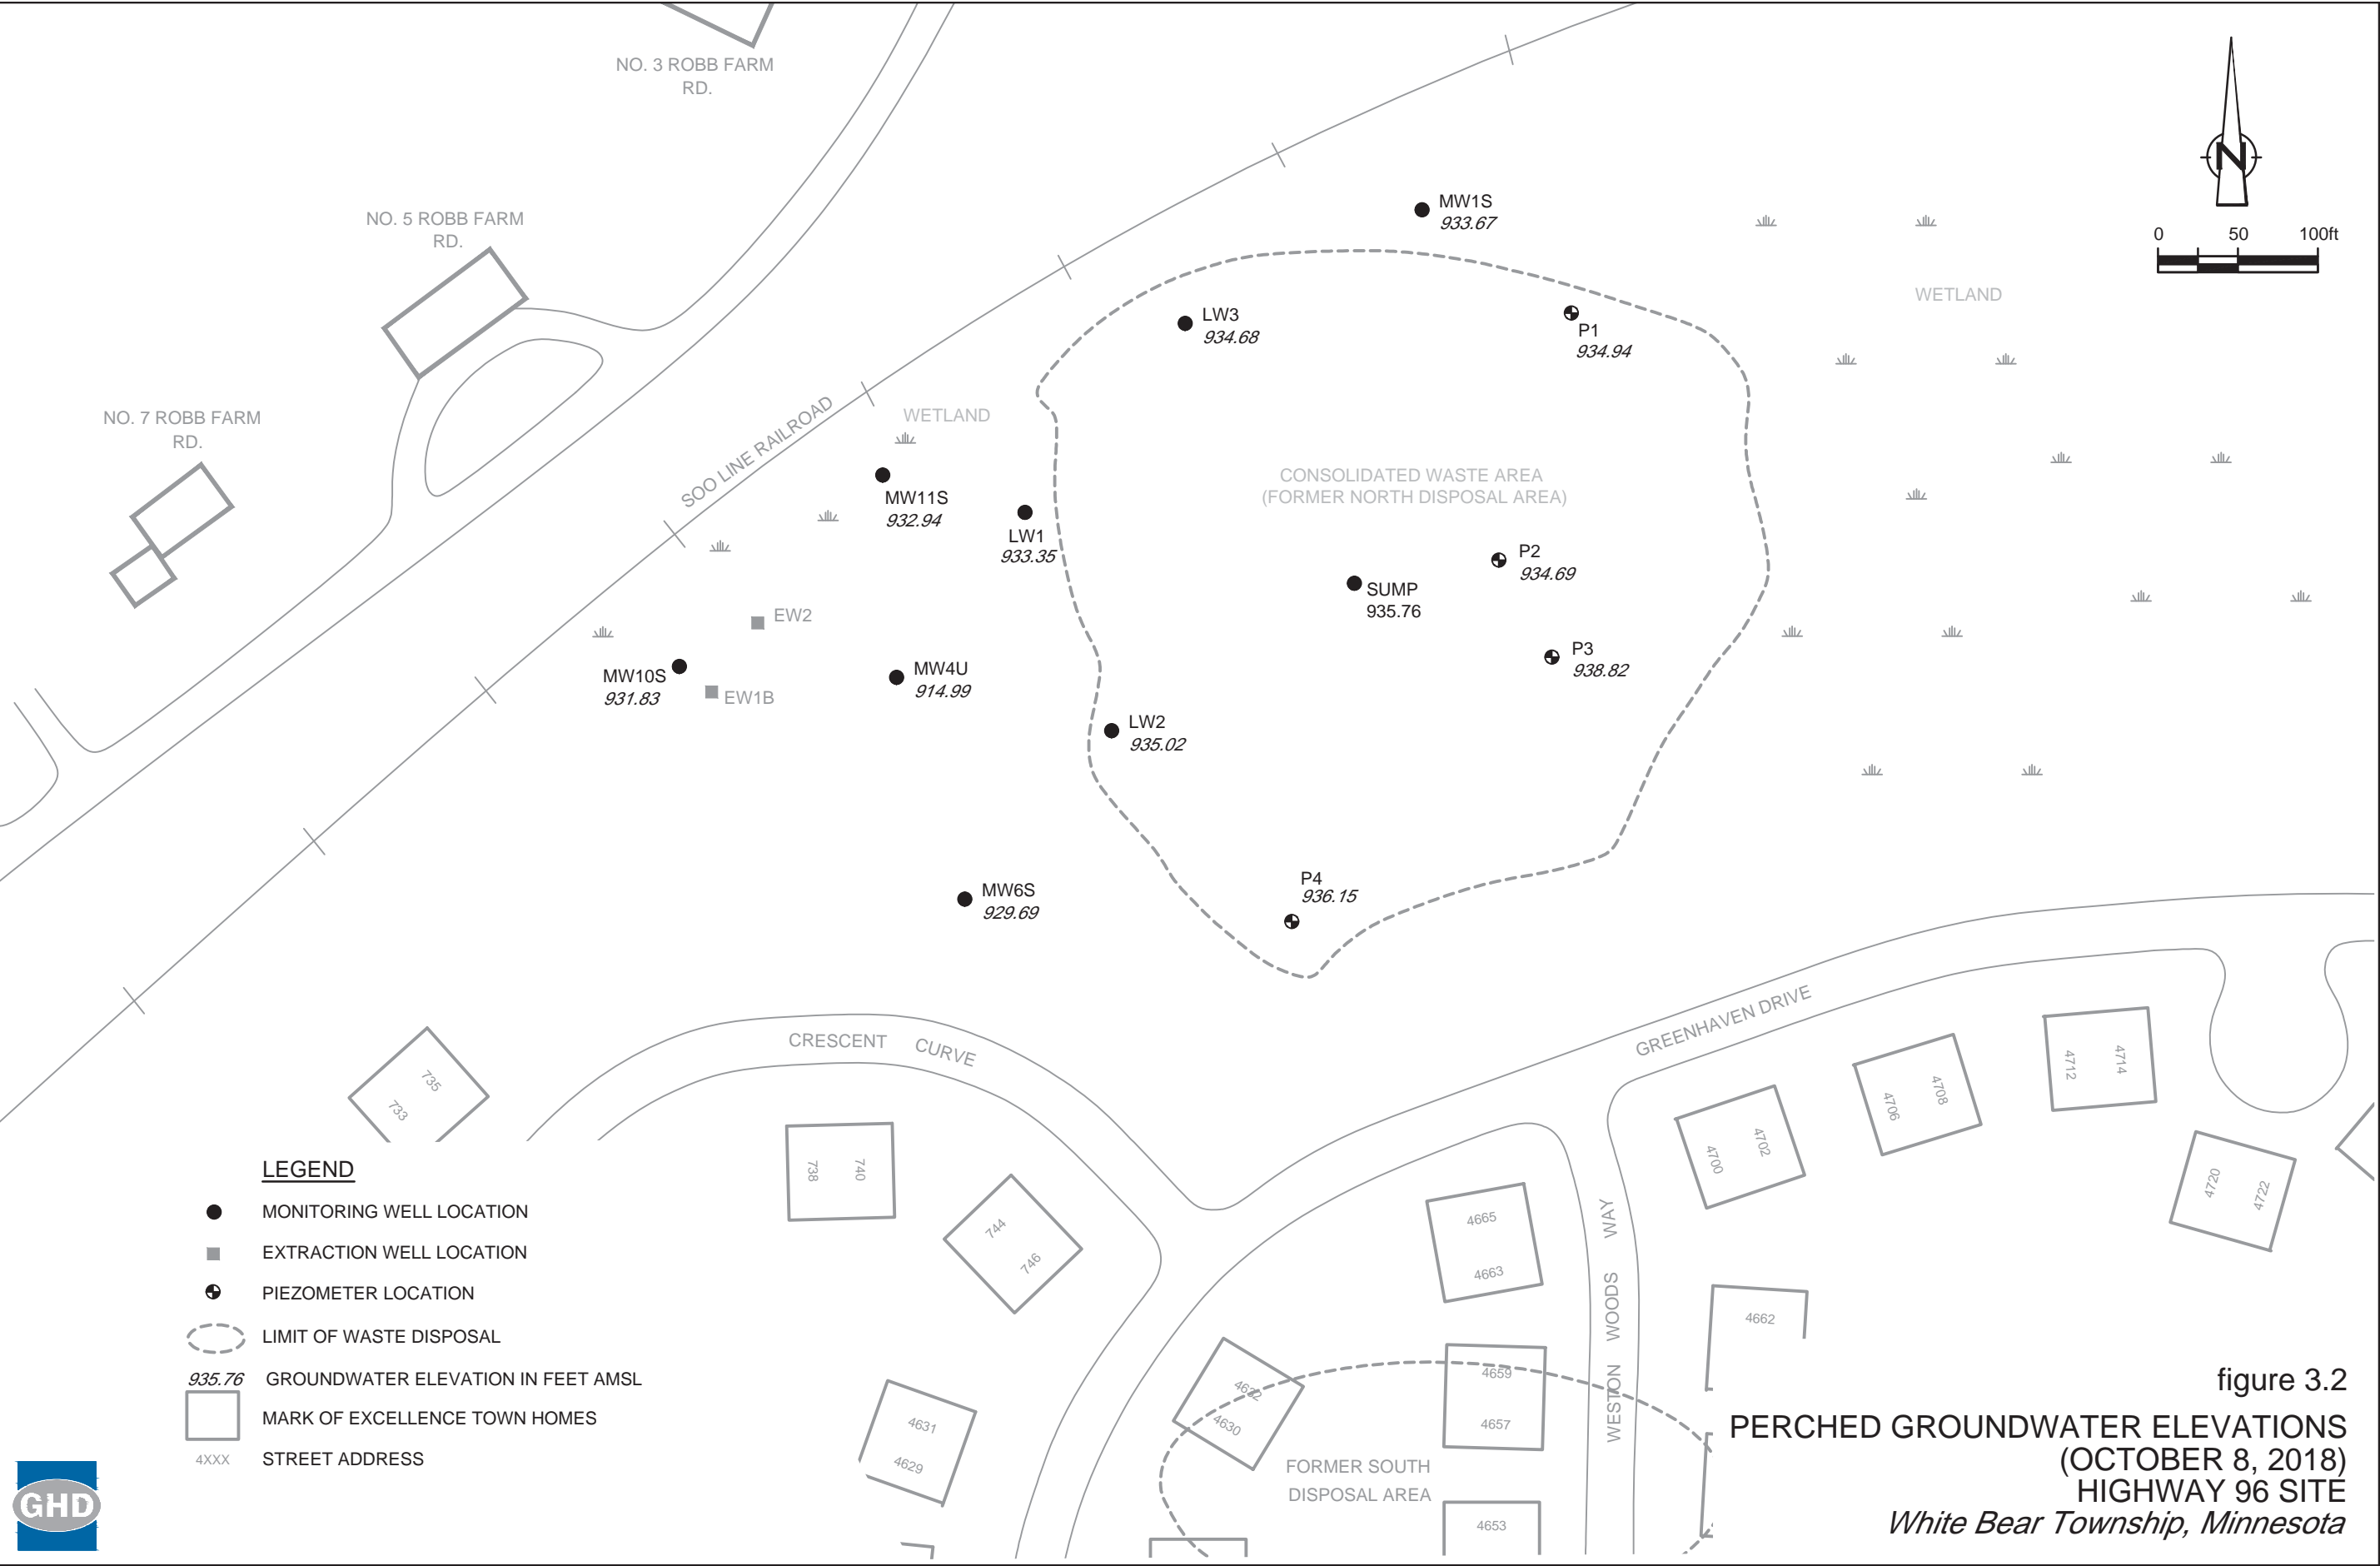 NO. 3 ROBB FARM
RD.
NO. 5 ROBB FARM
RD.
NO. 7 ROBB FARM
RD.
SOO LINE RAILROAD
WETLAND
N
0 50 100ft
WETLAND
MW1S
933.67
LW3
934.68
P1
934.94
MW11S
932.94
LW1
933.35
CONSOLIDATED WASTE AREA
(FORMER NORTH DISPOSAL AREA)
P2
934.69
SUMP
935.76
P3
938.82
EW2
MW10S
931.83
EW1B
MW4U
914.99
LW2
935.02
MW6S
929.69
P4
936.15
CRESCENT CURVE
GREENHAVEN DRIVE
WESTON WOODS WAY
735
733
738
740
744
746
4631
4629
4632
4630
4665
4663
4659
4657
4653
4662
4700
4702
4706
4708
4712
4714
4720
4722
FORMER SOUTH
DISPOSAL AREA
LEGEND
MONITORING WELL LOCATION
EXTRACTION WELL LOCATION
PIEZOMETER LOCATION
LIMIT OF WASTE DISPOSAL
935.76 GROUNDWATER ELEVATION IN FEET AMSL
MARK OF EXCELLENCE TOWN HOMES
4XXX STREET ADDRESS
GHD
figure 3.2
PERCHED GROUNDWATER ELEVATIONS
(OCTOBER 8, 2018)
HIGHWAY 96 SITE
White Bear Township, Minnesota